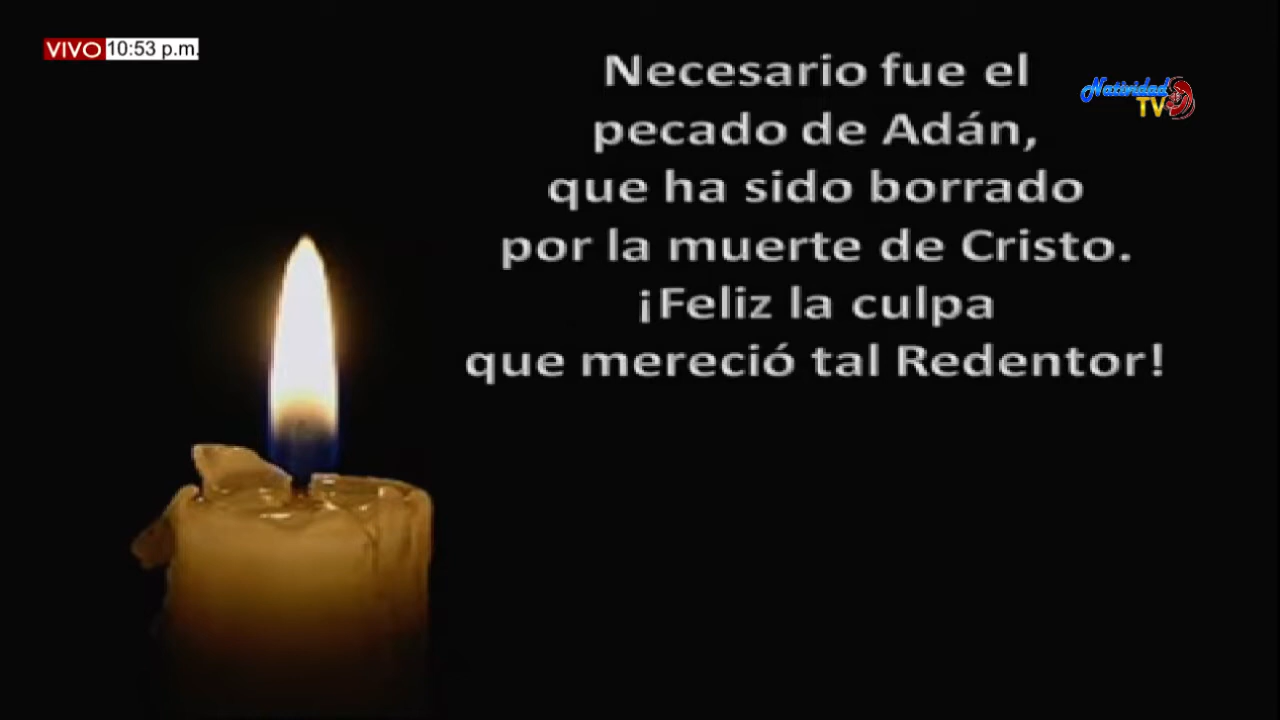 VIVO 10:53 p.m.
Natividad
TV
Necesario fue el
pecado de Adán,
que ha sido borrado
por la muerte de Cristo.
¡Feliz la culpa
que mereció tal Redentor!